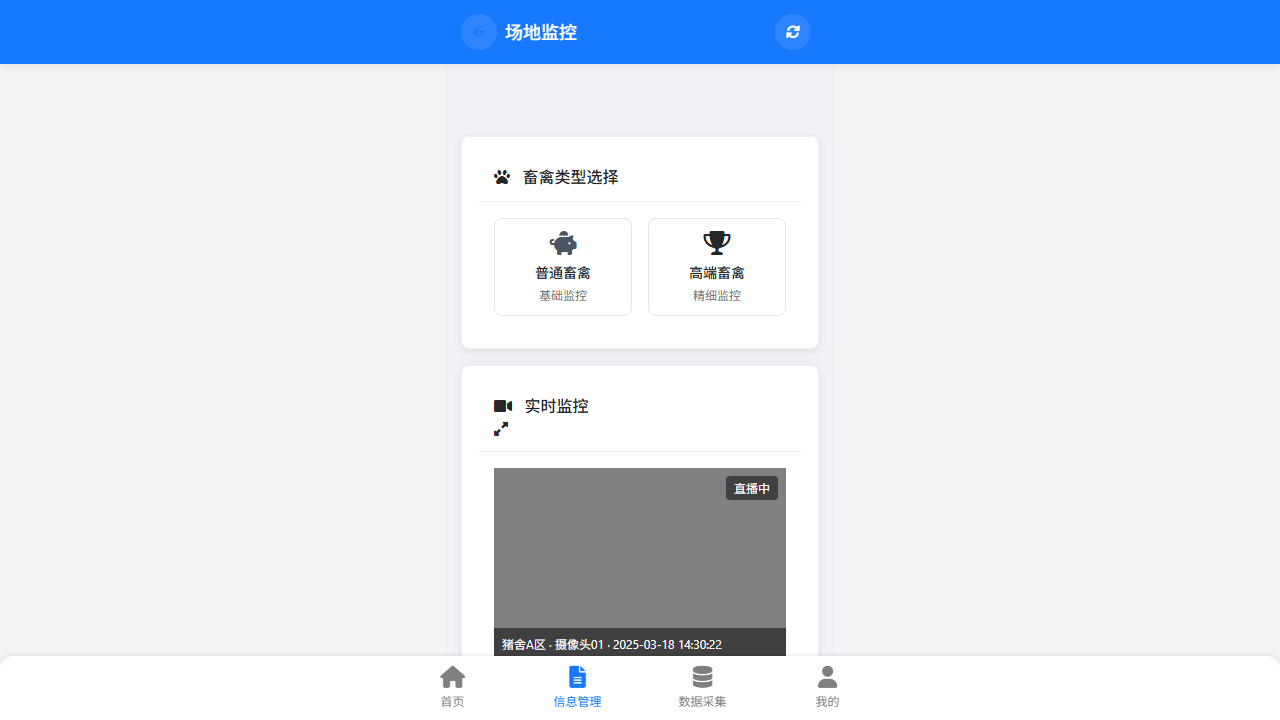 场地监控
畜禽类型选择
普通畜禽
基础监控
高端畜禽
精细监控
实时监控
直播中
猪舍A区 · 摄像头01 · 2025-03-18 14:30:22
首页
信息管理
数据采集
我的